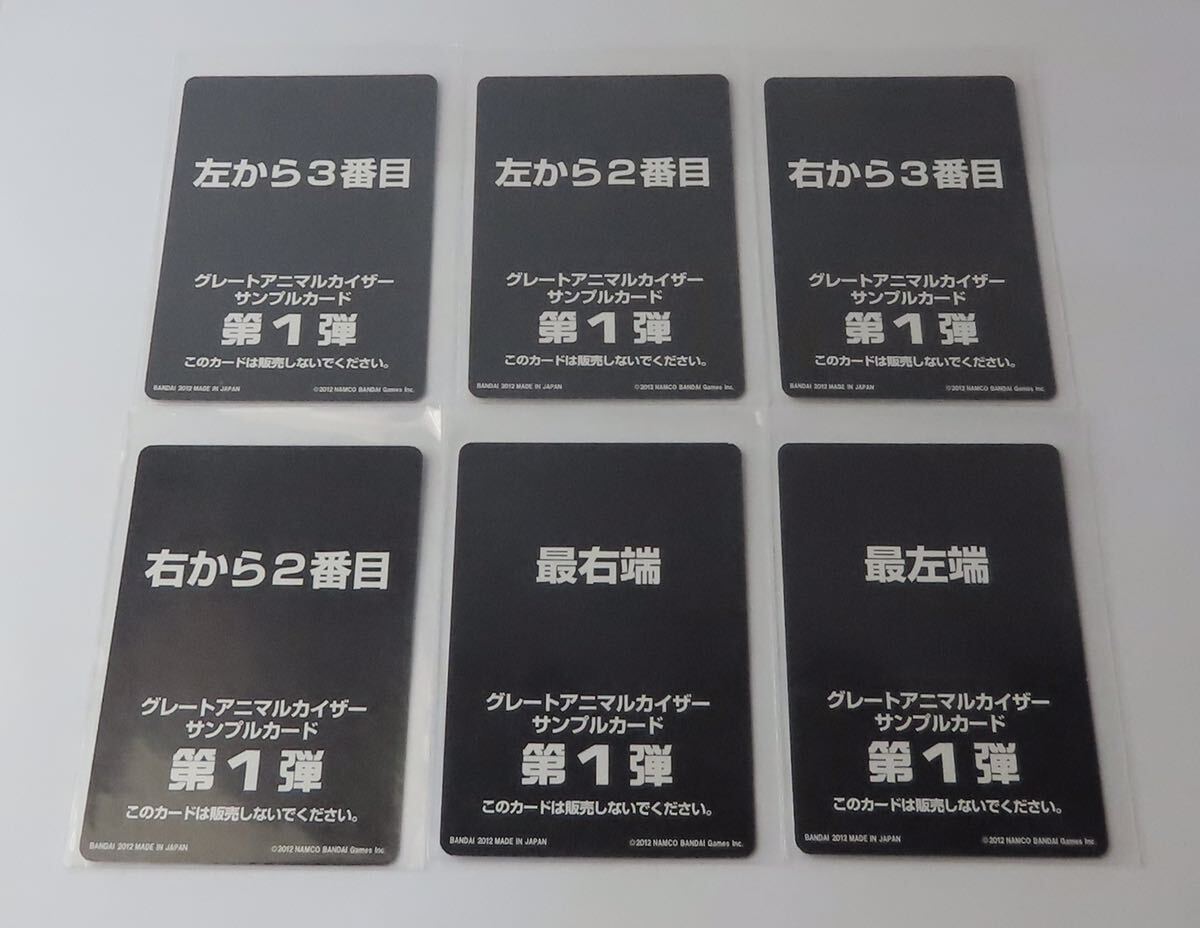 左から３番目
グレートアニマルカイザー
サンプルカード
第１弾
このカードは販売しないでください。
BANDAI 2012 MADE IN JAPAN
©2012 NAMCO BANDAI Games Inc.
左から２番目
グレートアニマルカイザー
サンプルカード
第１弾
このカードは販売しないでください。
BANDAI 2012 MADE IN JAPAN
©2012 NAMCO BANDAI Games Inc.
右から３番目
グレートアニマルカイザー
サンプルカード
第１弾
このカードは販売しないでください。
BANDAI 2012 MADE IN JAPAN
©2012 NAMCO BANDAI Games Inc.
右から２番目
グレートアニマルカイザー
サンプルカード
第１弾
このカードは販売しないでください。
BANDAI 2012 MADE IN JAPAN
©2012 NAMCO BANDAI Games Inc.
最右端
グレートアニマルカイザー
サンプルカード
第１弾
このカードは販売しないでください。
BANDAI 2012 MADE IN JAPAN
©2012 NAMCO BANDAI Games Inc.
最左端
グレートアニマルカイザー
サンプルカード
第１弾
このカードは販売しないでください。
BANDAI 2012 MADE IN JAPAN
©2012 NAMCO BANDAI Games Inc.